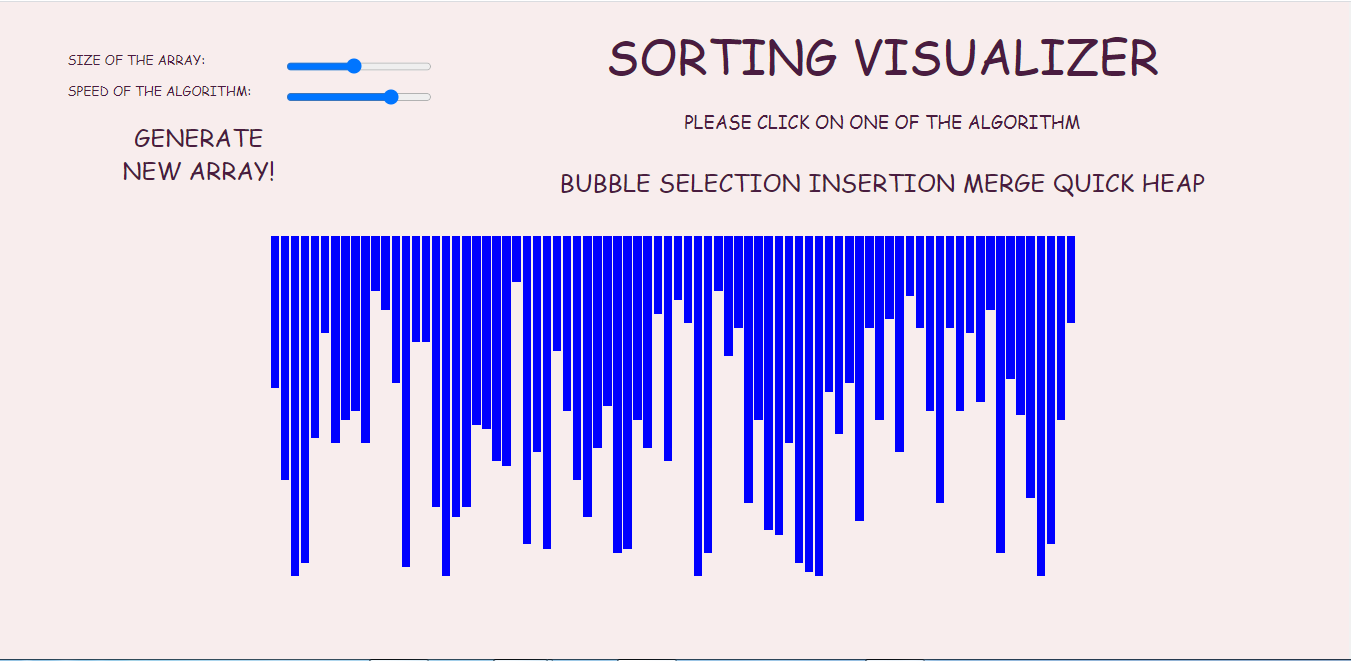 SIZE OF THE ARRAY:
SPEED OF THE ALGORITHM:
GENERATE
NEW ARRAY!
SORTING VISUALIZER
PLEASE CLICK ON ONE OF THE ALGORITHM
BUBBLE SELECTION INSERTION MERGE QUICK HEAP